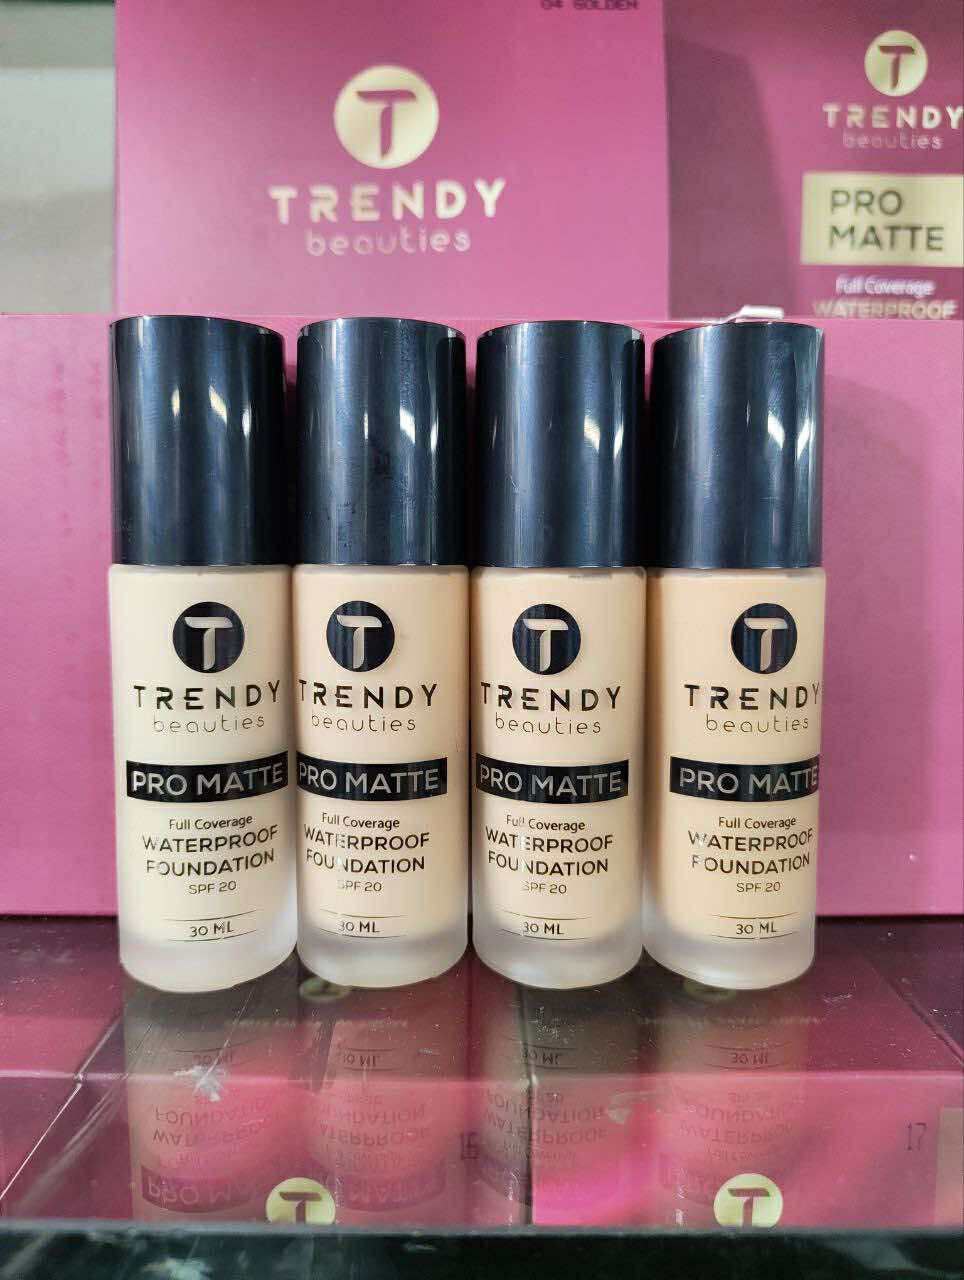 04 GOLDEN
T
TRENDY
beauties
T
TRENDY
beauties
PRO
MATTE
Full Coverage
WATERPROOF
T
TRENDY
beauties
PRO MATTE
Full Coverage
WATERPROOF
FOUNDATION
SPF 20
30 ML
T
TRENDY
beauties
PRO MATTE
Full Coverage
WATERPROOF
FOUNDATION
SPF 20
30 ML
T
TRENDY
beauties
PRO MATTE
Full Coverage
WATERPROOF
FOUNDATION
SPF 20
30 ML
T
TRENDY
beauties
PRO MATTE
Full Coverage
WATERPROOF
FOUNDATION
SPF 20
30 ML
16
17
T
T